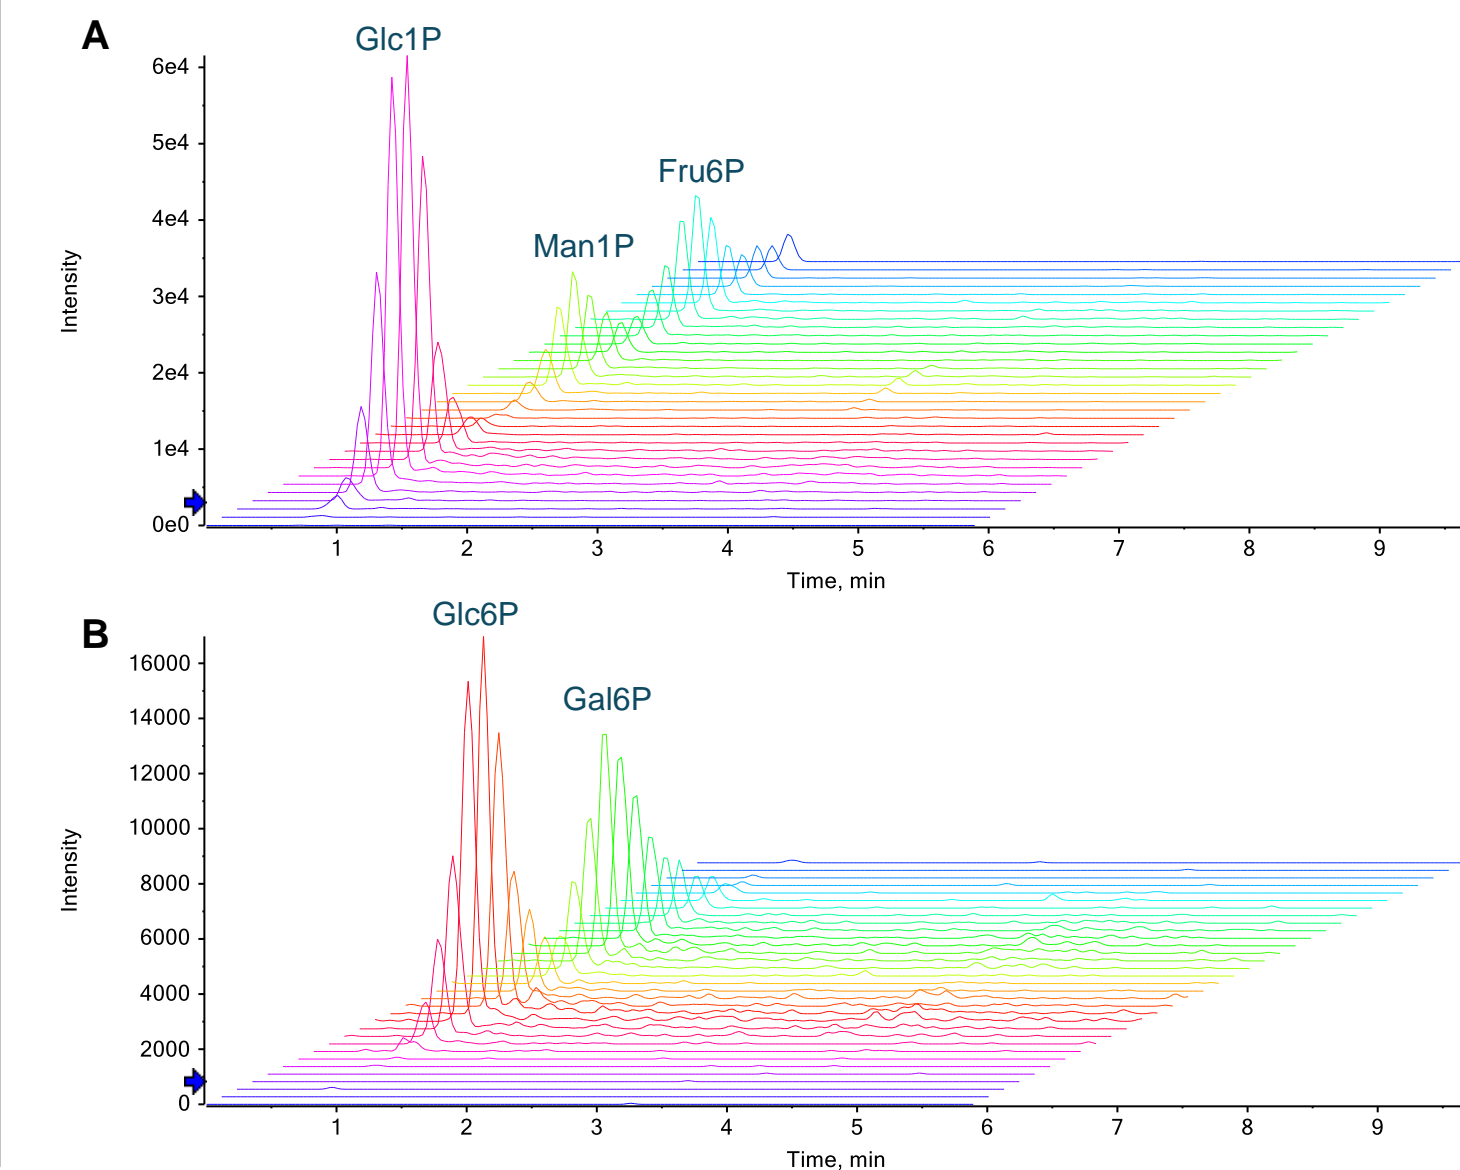 A
Glc1P
6e4
5e4
Fru6P
4e4
Man1P
3e4
Intensity
2e4
1e4
0e0
1 2 3 4 5 6 7 8 9
Time, min
B
Glc6P
16000
Gal6P
14000
12000
10000
Intensity
8000
6000
4000
2000
0
1 2 3 4 5 6 7 8 9
Time, min